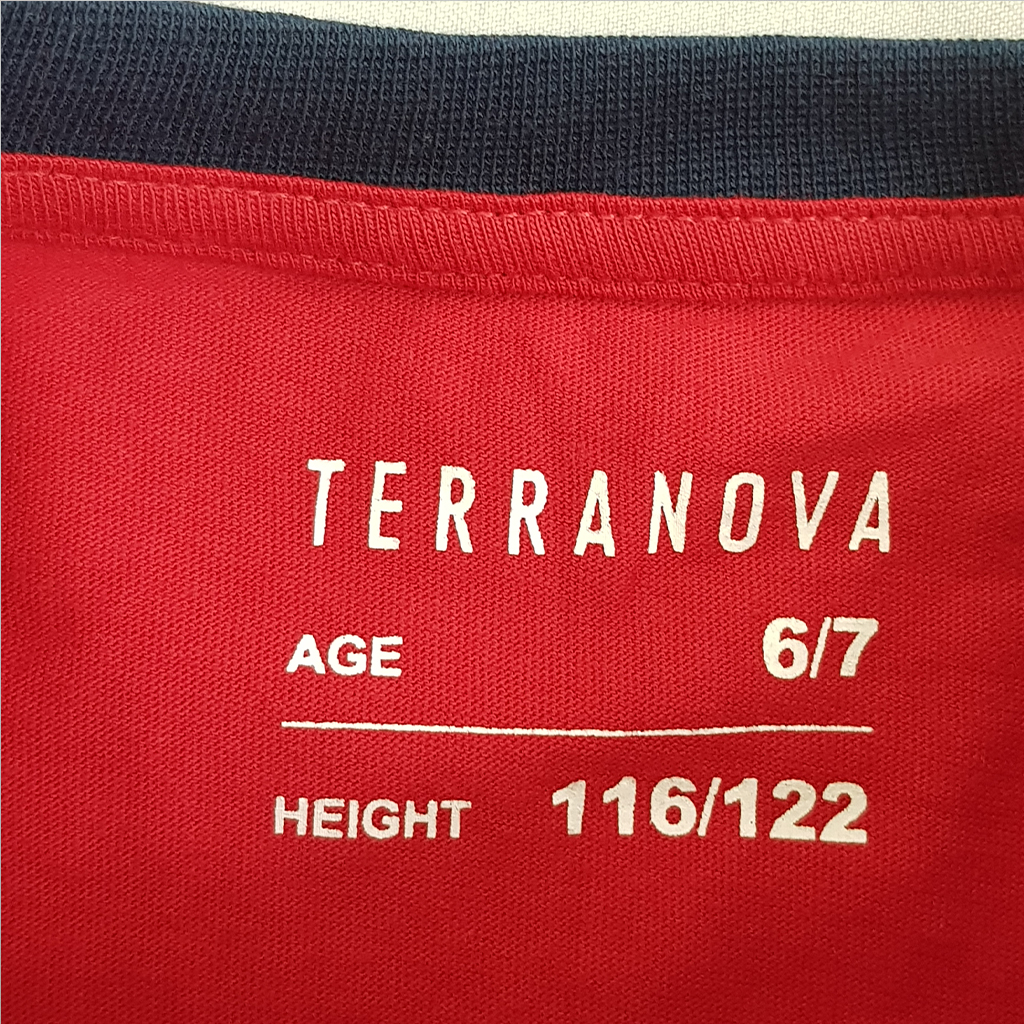 TERRANOVA
AGE 6/7
HEIGHT 116/122